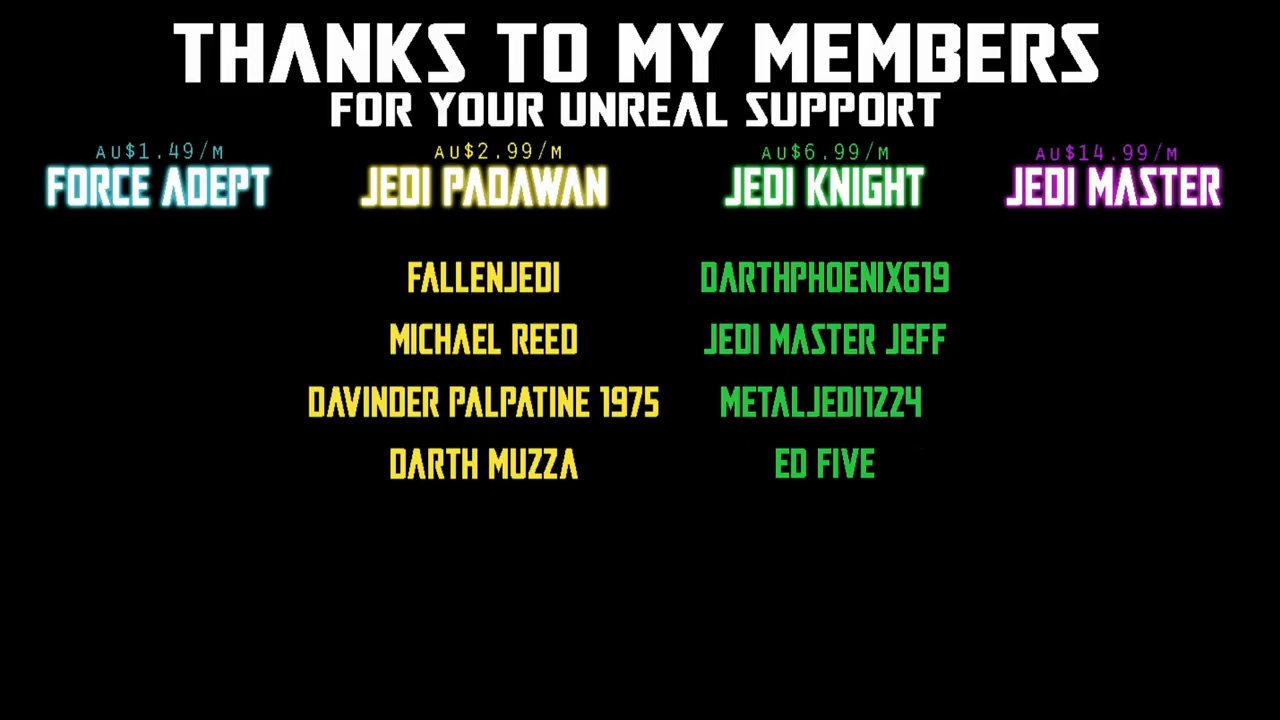 THANKS TO MY MEMBERS
FOR YOUR UNREAL SUPPORT
AU$1.49/M
FORCE ADEPT
AU$2.99/M
JEDI PADAWAN
AU$6.99/M
JEDI KNIGHT
AU$14.99/M
JEDI MASTER
FALLENJEDI
MICHAEL REED
DAVINDER PALPATINE 1975
DARTH MUZZA
DARTHPHOENIX619
JEDI MASTER JEFF
METALJEDI1224
ED FIVE